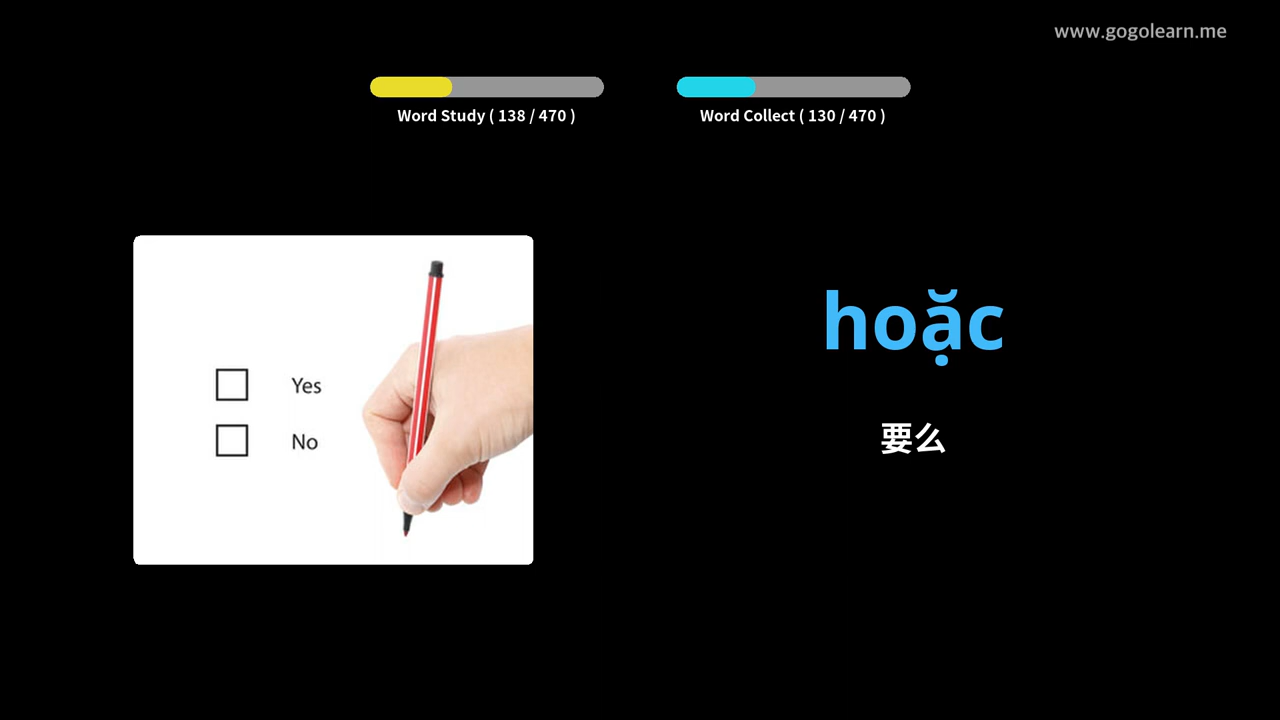 www.gogolearn.me
Word Study ( 138 / 470 )
Word Collect ( 130 / 470 )
Yes
No
hoặc
要么